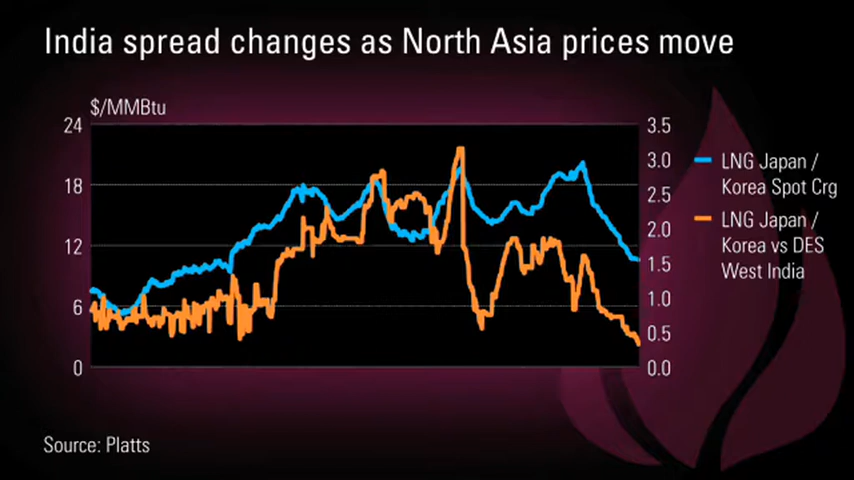 India spread changes as North Asia prices move
$/MMBtu
24
18
12
6
0
3.5
3.0
2.5
2.0
1.5
1.0
0.5
0.0
LNG Japan /
Korea Spot Crg
LNG Japan /
Korea vs DES
West India
Source: Platts